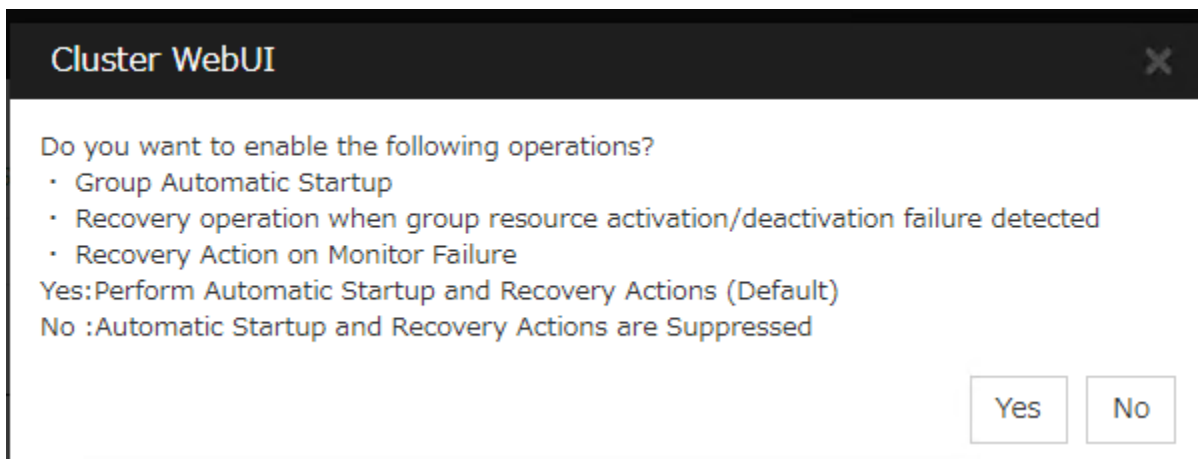 Cluster WebUI
Do you want to enable the following operations?
・ Group Automatic Startup
・ Recovery operation when group resource activation/deactivation failure detected
・ Recovery Action on Monitor Failure
Yes:Perform Automatic Startup and Recovery Actions (Default)
No :Automatic Startup and Recovery Actions are Suppressed
Yes No